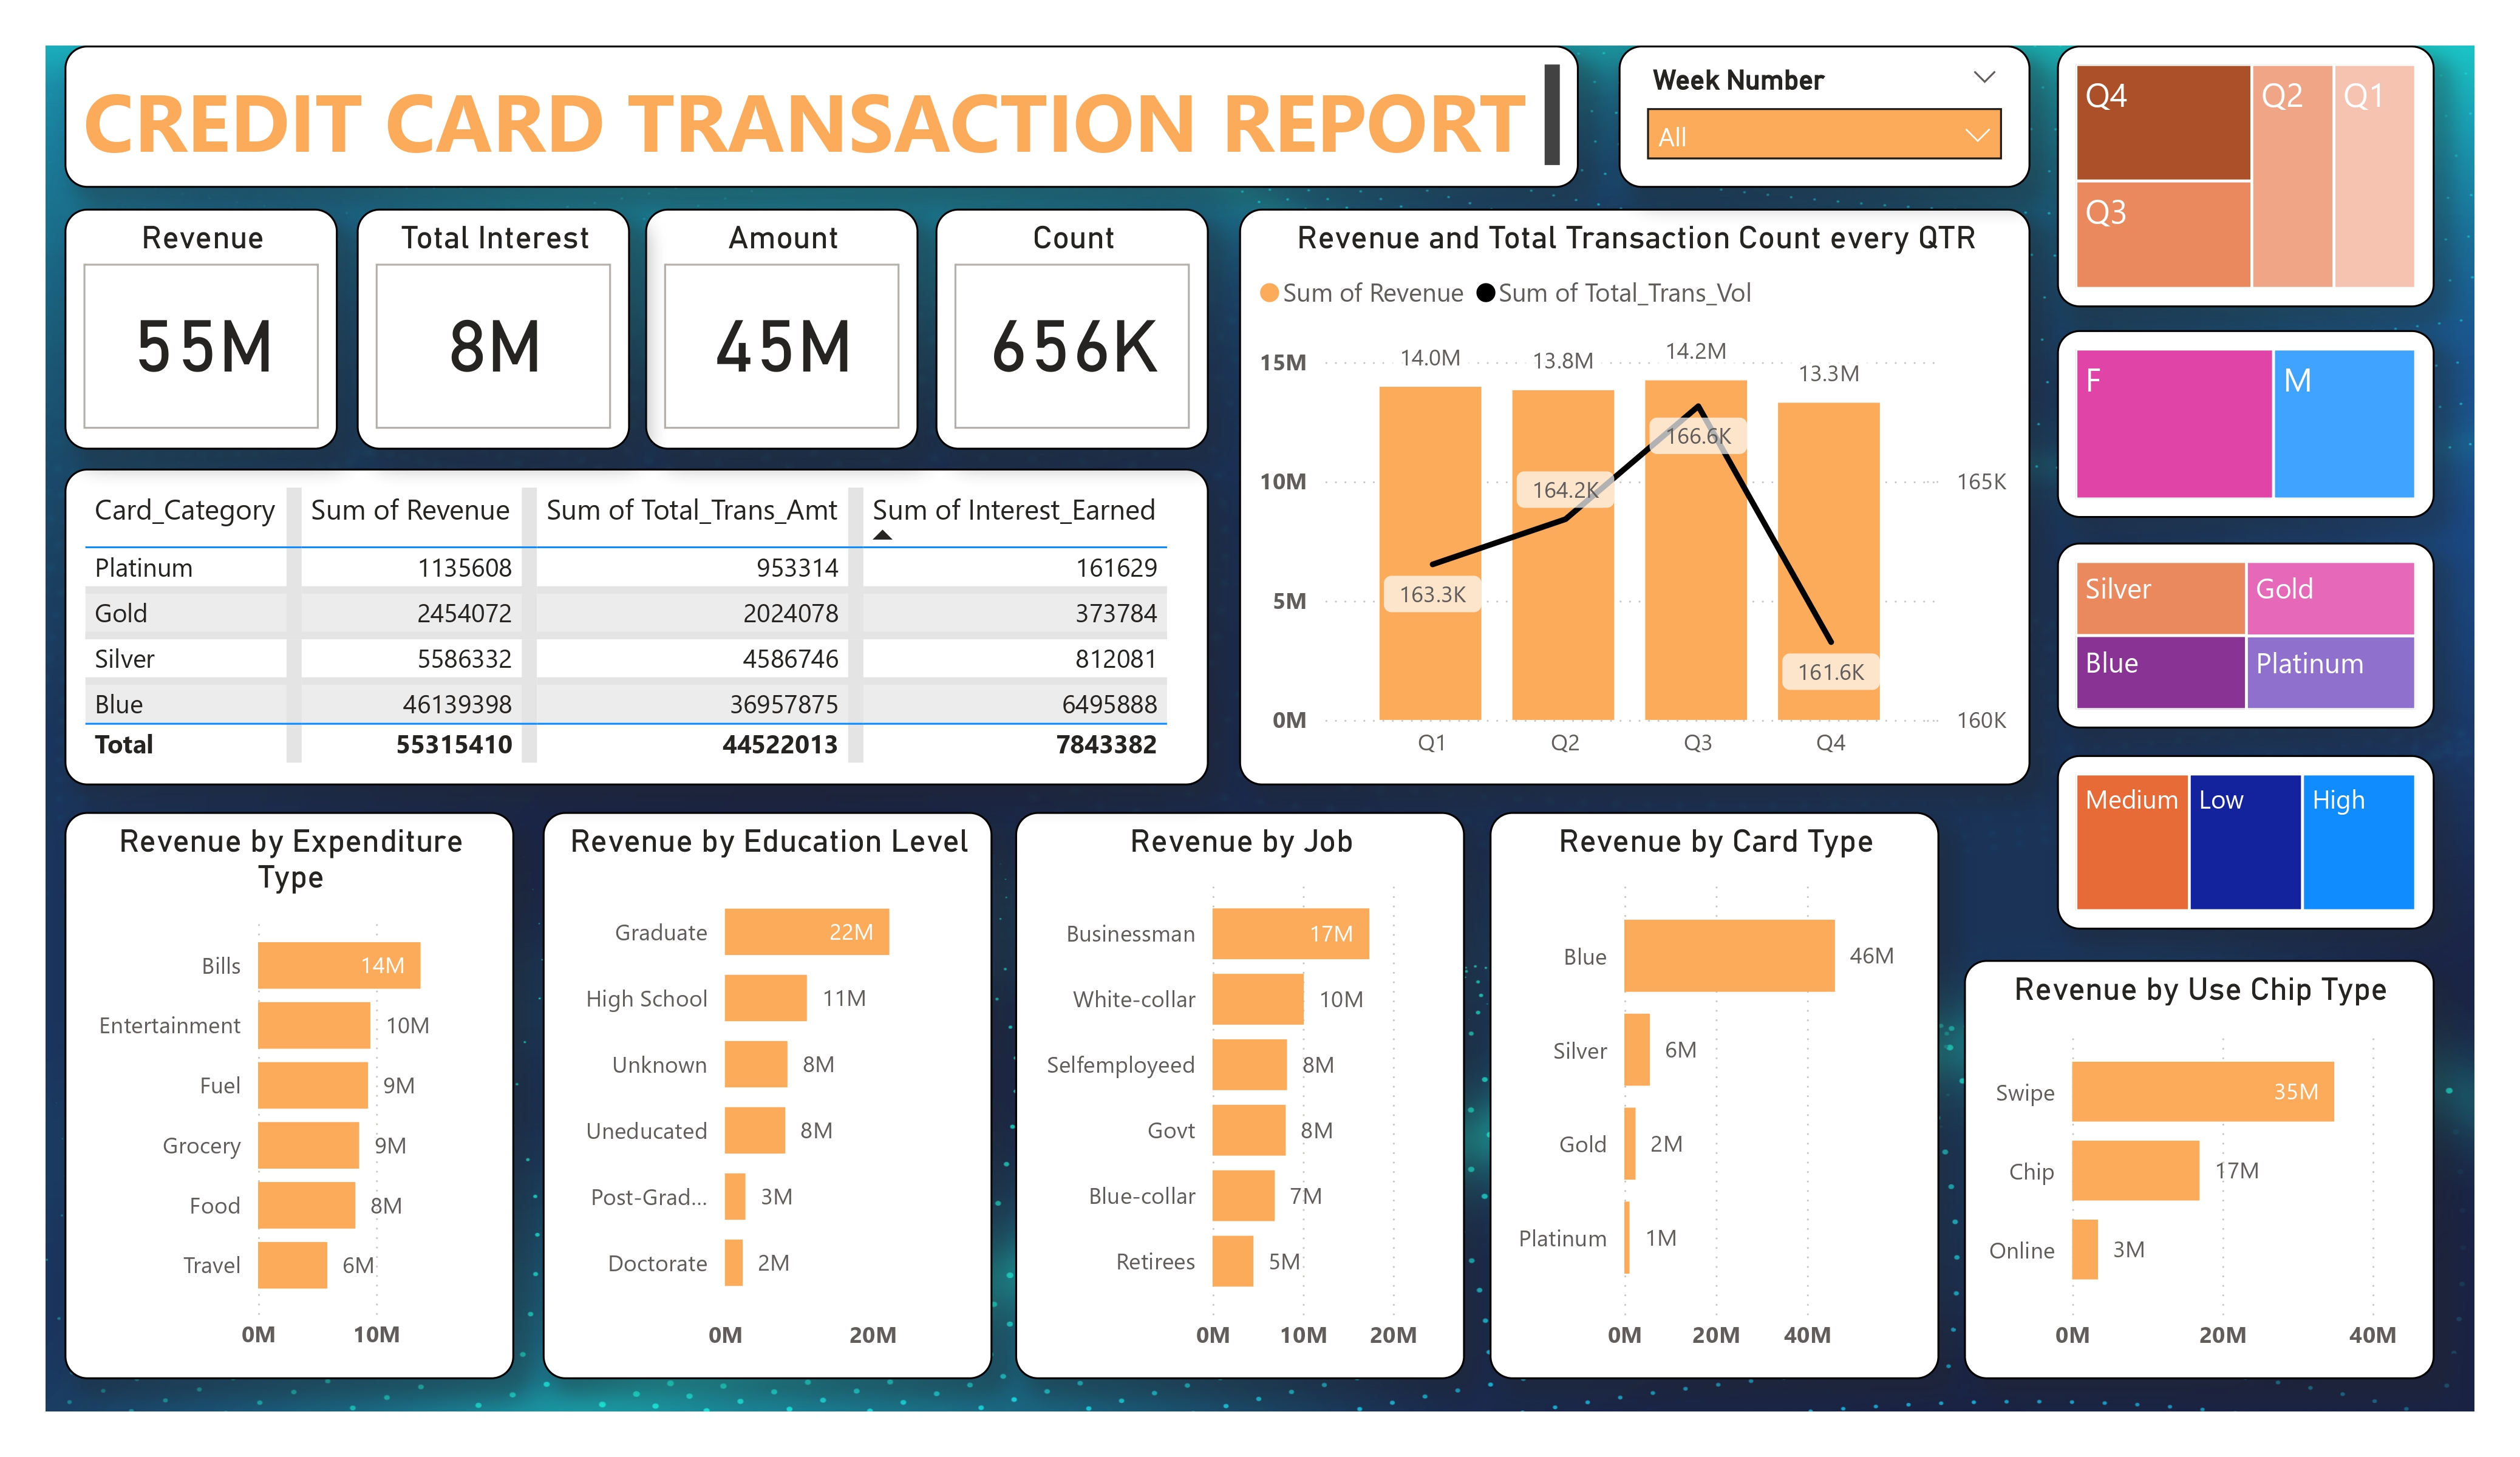 CREDIT CARD TRANSACTION REPORT
Week Number
All
Q4
Q2
Q1
Q3
Revenue
55M
Total Interest
8M
Amount
45M
Count
656K
Revenue and Total Transaction Count every QTR
Sum of Revenue Sum of Total_Trans_Vol
15M
10M
5M
0M
14.0M
13.8M
14.2M
13.3M
163.3K
164.2K
166.6K
161.6K
165K
160K
Q1 Q2 Q3 Q4
F
M
Card_Category Sum of Revenue Sum of Total_Trans_Amt Sum of Interest_Earned
Platinum 1135608 953314 161629
Gold 2454072 2024078 373784
Silver 5586332 4586746 812081
Blue 46139398 36957875 6495888
Total 55315410 44522013 7843382
Silver
Gold
Blue
Platinum
Medium
Low
High
Revenue by Expenditure
Type
Bills 14M
Entertainment 10M
Fuel 9M
Grocery 9M
Food 8M
Travel 6M
0M 10M
Revenue by Education Level
Graduate 22M
High School 11M
Unknown 8M
Uneducated 8M
Post-Grad... 3M
Doctorate 2M
0M 20M
Revenue by Job
Businessman 17M
White-collar 10M
Selfemployeed 8M
Govt 8M
Blue-collar 7M
Retirees 5M
0M 10M 20M
Revenue by Card Type
Blue 46M
Silver 6M
Gold 2M
Platinum 1M
0M 20M 40M
Revenue by Use Chip Type
Swipe 35M
Chip 17M
Online 3M
0M 20M 40M